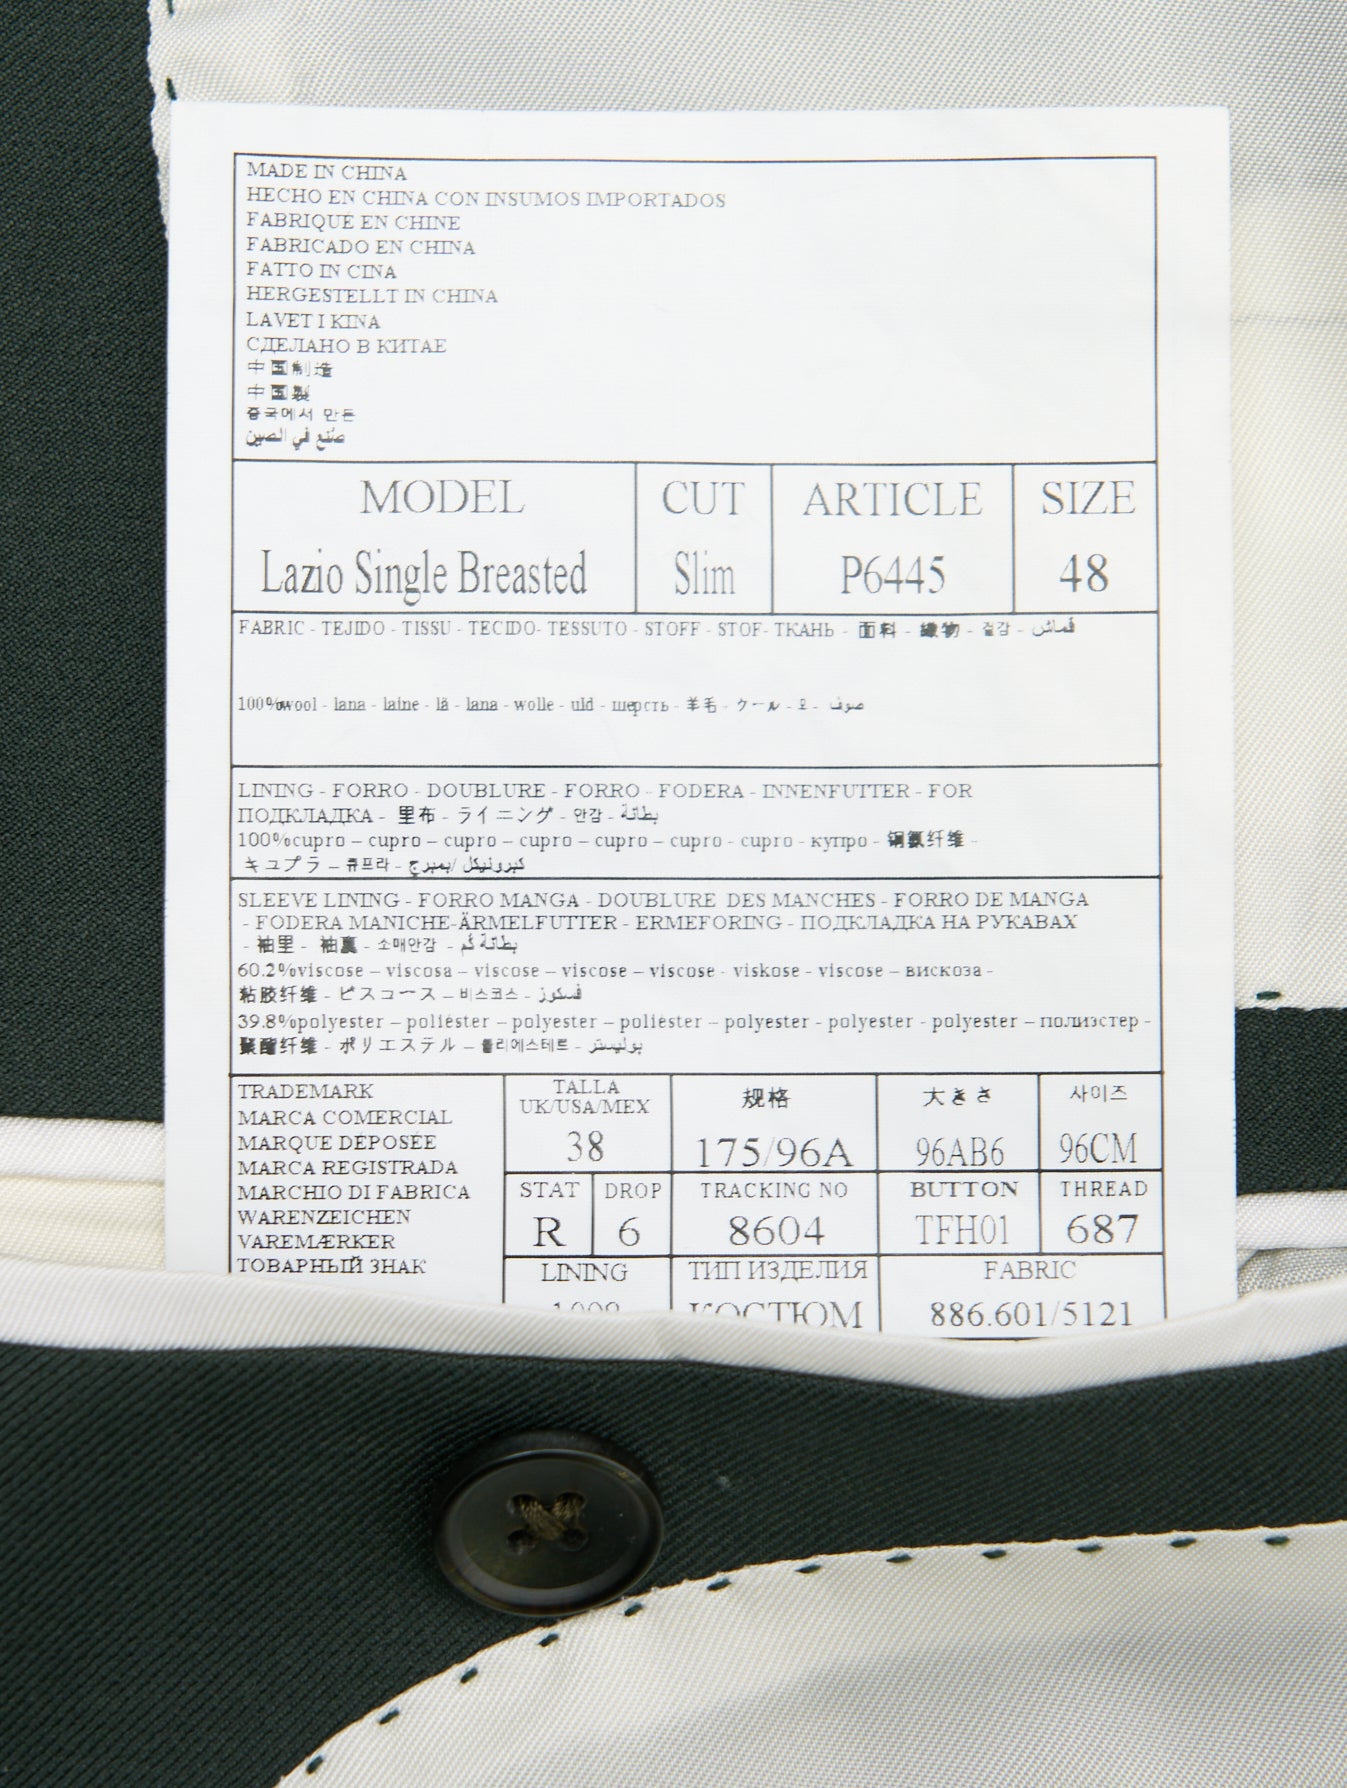 MADE IN CHINA
HECHO EN CHINA CON INSUMOS IMPORTADOS
FABRIQUE EN CHINE
FABRICADO EN CHINA
FATTO IN CINA
HERGESTELLT IN CHINA
LAVET I KINA
СДЕЛАНО В КИТАЕ
中国制造
中国製
중국에서 만든
صُنع في الصين
MODEL CUT ARTICLE SIZE
Lazio Single Breasted Slim P6445 48
FABRIC - TEJIDO - TISSU - TECIDO- TESSUTO - STOFF - STOF- ТКАНЬ - 面料 - 織物 - 겉감 - قماش
100%wool - lana - laine - lã - lana - wolle - uld - шерсть - 羊毛 - ウール - 모 - صوف
LINING - FORRO - DOUBLURE - FORRO - FODERA - INNENFUTTER - FOR
ПОДКЛАДКА - 里布 - ライニング - 안감 - بطانة
100%cupro – cupro – cupro – cupro – cupro – cupro - cupro - купро - 铜氨纤维 -
キュプラ – 큐프라 - كبرونيكل /بمبرج
SLEEVE LINING - FORRO MANGA - DOUBLURE DES MANCHES - FORRO DE MANGA
- FODERA MANICHE-ÄRMELFUTTER - ERMEFORING - ПОДКЛАДКА НА РУКАВАХ
- 袖里 - 袖裏 - 소매안감 - بطانة كُم
60.2%viscose – viscosa – viscose – viscose – viscose - viskose - viscose – вискоза -
粘胶纤维 - ビスコース – 비스코스 - فسكوز
39.8%polyester – poliéster – polyester – poliéster – polyester - polyester - polyester – полиэстер -
聚酯纤维 - ポリエステル – 폴리에스테르 - بوليستر
TRADEMARK
MARCA COMERCIAL
MARQUE DÉPOSÉE
MARCA REGISTRADA
MARCHIO DI FABRICA
WARENZEICHEN
VAREMÆRKER
ТОВАРНЫЙ ЗНАК
TALLA 规格 大きさ 사이즈
UK/USA/MEX
38 175/96A 96AB6 96CM
STAT DROP TRACKING NO BUTTON THREAD
R 6 8604 TFH01 687
LINING ТИП ИЗДЕЛИЯ FABRIC
КОСТЮМ 886.601/5121